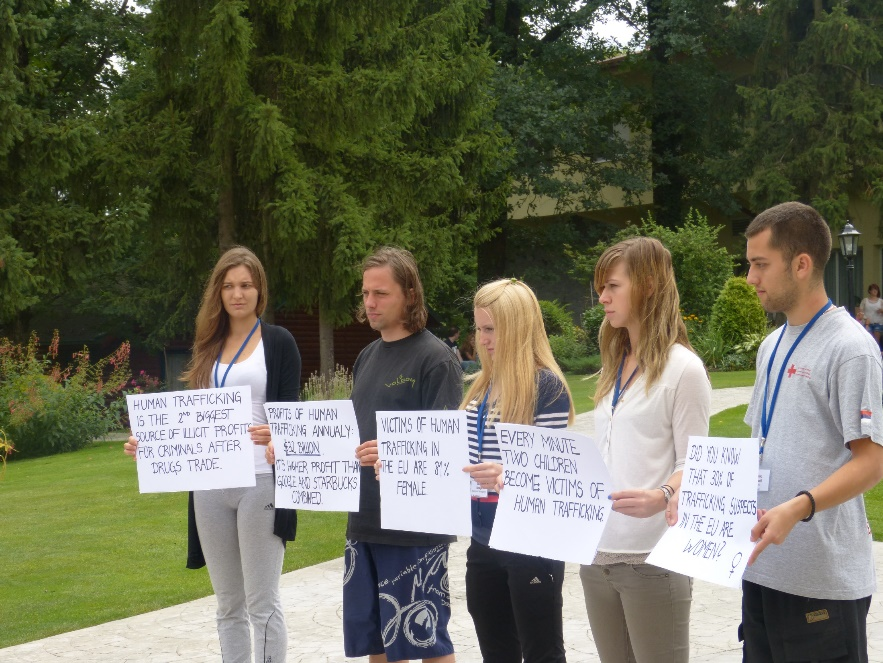 HUMAN TRAFFICKING
IS THE 2ND BIGGEST
SOURCE OF ILLICIT PROFITS
FOR CRIMINALS AFTER
DRUGS TRADE.
PROFITS OF HUMAN
TRAFFICKING ANNUALY:
$32 BILLION
IT'S HAWER PROFIT THAN
GOOGLE AND STARBUCKS
COMBINED.
VICTIMS OF HUMAN
TRAFFICKING IN
THE EU ARE 8*%
FEMALE
EVERY MINUTE
TWO CHILDREN
BECOME VICTIMS OF
HUMAN TRAFFICKING.
DID YOU KNOW
THAT 30% OF
TRAFFICKING SUSPECTS
IN THE EU ARE
WOMEN?